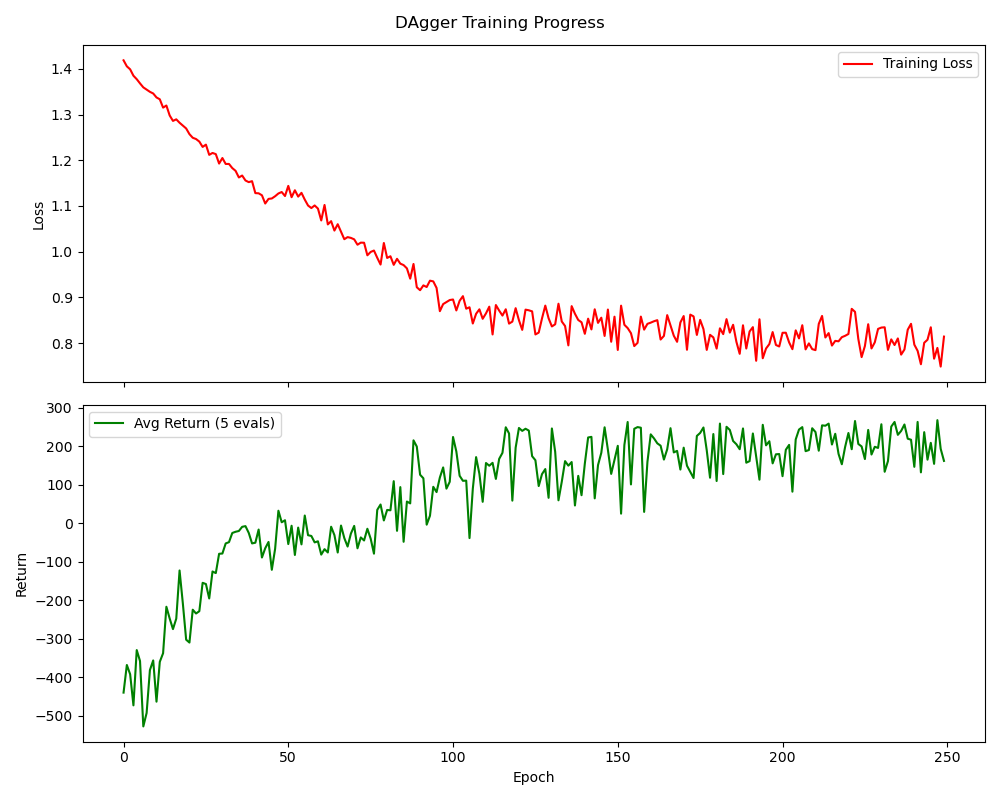 DAgger Training Progress
Training Loss
1.4
1.3
1.2
1.1
1.0
0.9
0.8
Loss
Avg Return (5 evals)
300
200
100
0
−100
−200
−300
−400
−500
Return
0 50 100 150 200 250
Epoch